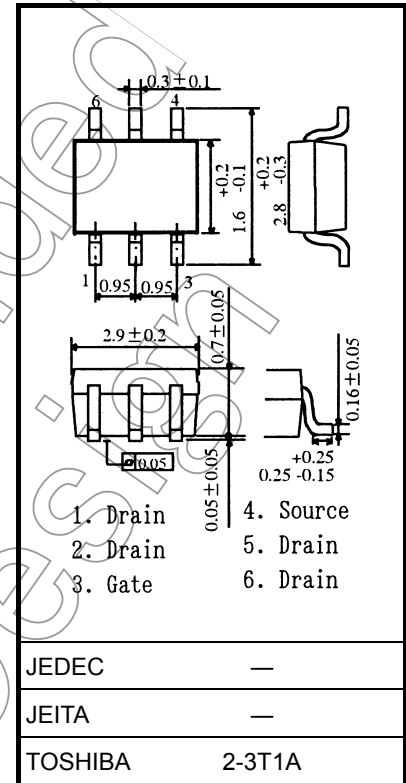 0.3±0.1
6 4
+0.2
1.6 -0.1
+0.2
2.8 -0.3
1 0.95 0.95 3
2.9±0.2
0.7±0.05
0.16±0.05
0.05
0.05±0.05
+0.25
0.25 -0.15
1. Drain
2. Drain
3. Gate
4. Source
5. Drain
6. Drain
JEDEC —
JEITA —
TOSHIBA 2-3T1A